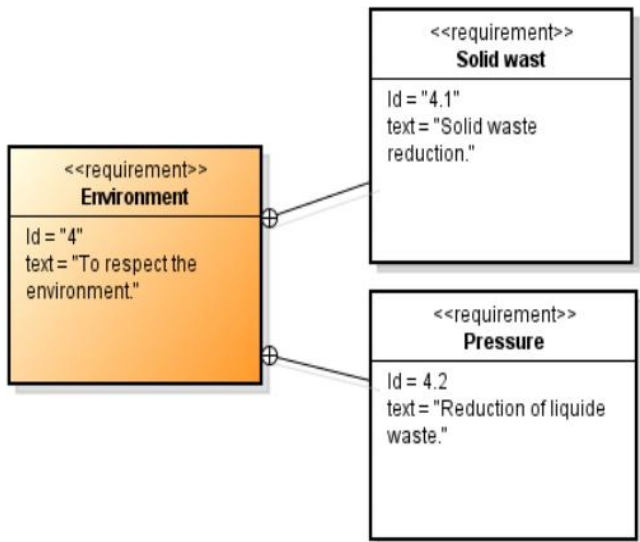 <<requirement>>
Environment
Id = "4"
text = "To respect the
environment."
<<requirement>>
Solid wast
Id = "4.1"
text = "Solid waste
reduction."
<<requirement>>
Pressure
Id = 4.2
text = "Reduction of liquide
waste."